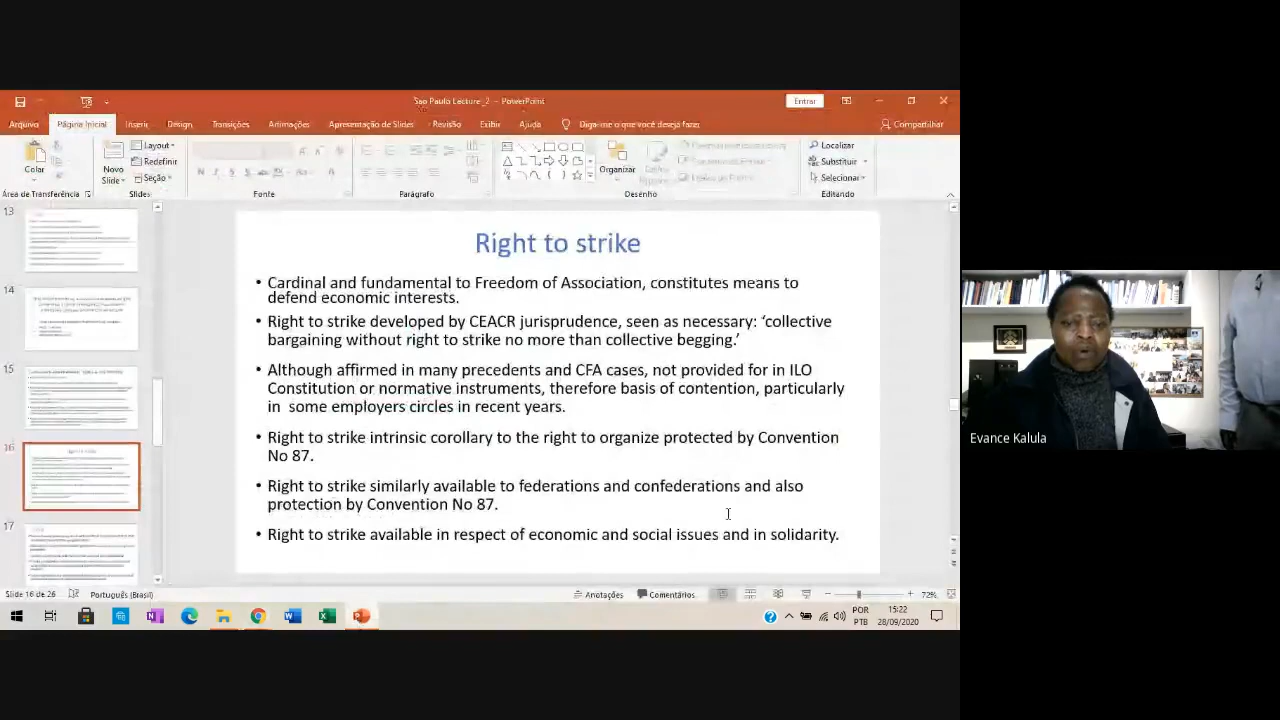 Sao Paulo Lecture_2 - PowerPoint
Entrar
Arquivo
Página Inicial
Inserir
Design
Transições
Animações
Apresentação de Slides
Revisão
Exibir
Ajuda
Diga-me o que você deseja fazer
Compartilhar
Colar
Novo Slide
Layout
Redefinir
Seção
Organizar
Localizar
Substituir
Selecionar
Área de Transferência
Slides
Fonte
Parágrafo
Desenho
Editando
13
14
15
16
17
Right to strike
• Cardinal and fundamental to Freedom of Association, constitutes means to
defend economic interests.
• Right to strike developed by CEACR jurisprudence, seen as necessary: 'collective
bargaining without right to strike no more than collective begging.'
• Although affirmed in many precedents and CFA cases, not provided for in ILO
Constitution or normative instruments, therefore basis of contention, particularly
in some employers circles in recent years.
• Right to strike intrinsic corollary to the right to organize protected by Convention
No 87.
• Right to strike similarly available to federations and confederations and also
protection by Convention No 87.
• Right to strike available in respect of economic and social issues and in solidarity.
Evance Kalula
Slide 16 de 26
Português (Brasil)
Anotações
Comentários
72%
POR
PTB
15:22
28/09/2020